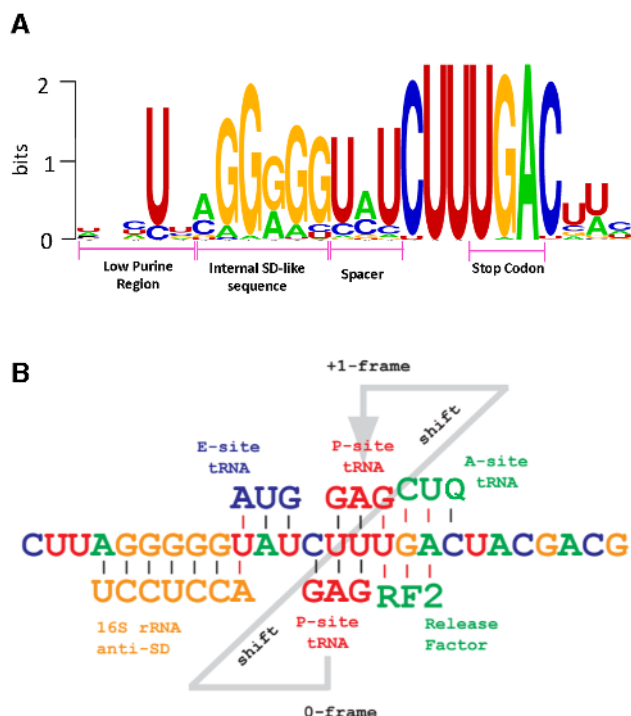 A
2
bits
1
0
U GGGGG UAU CUUUGAC
Low Purine
Region
Internal SD-like
sequence
Spacer
Stop Codon
B
+1-frame
shift
E-site
tRNA
P-site
tRNA
A-site
tRNA
AUG GAG CUQ
CUUAGGGGGUAUCUUUGACUACGACG
UCCUCCA GAG RF2
16S rRNA
anti-SD
shift
P-site
tRNA
Release
Factor
0-frame